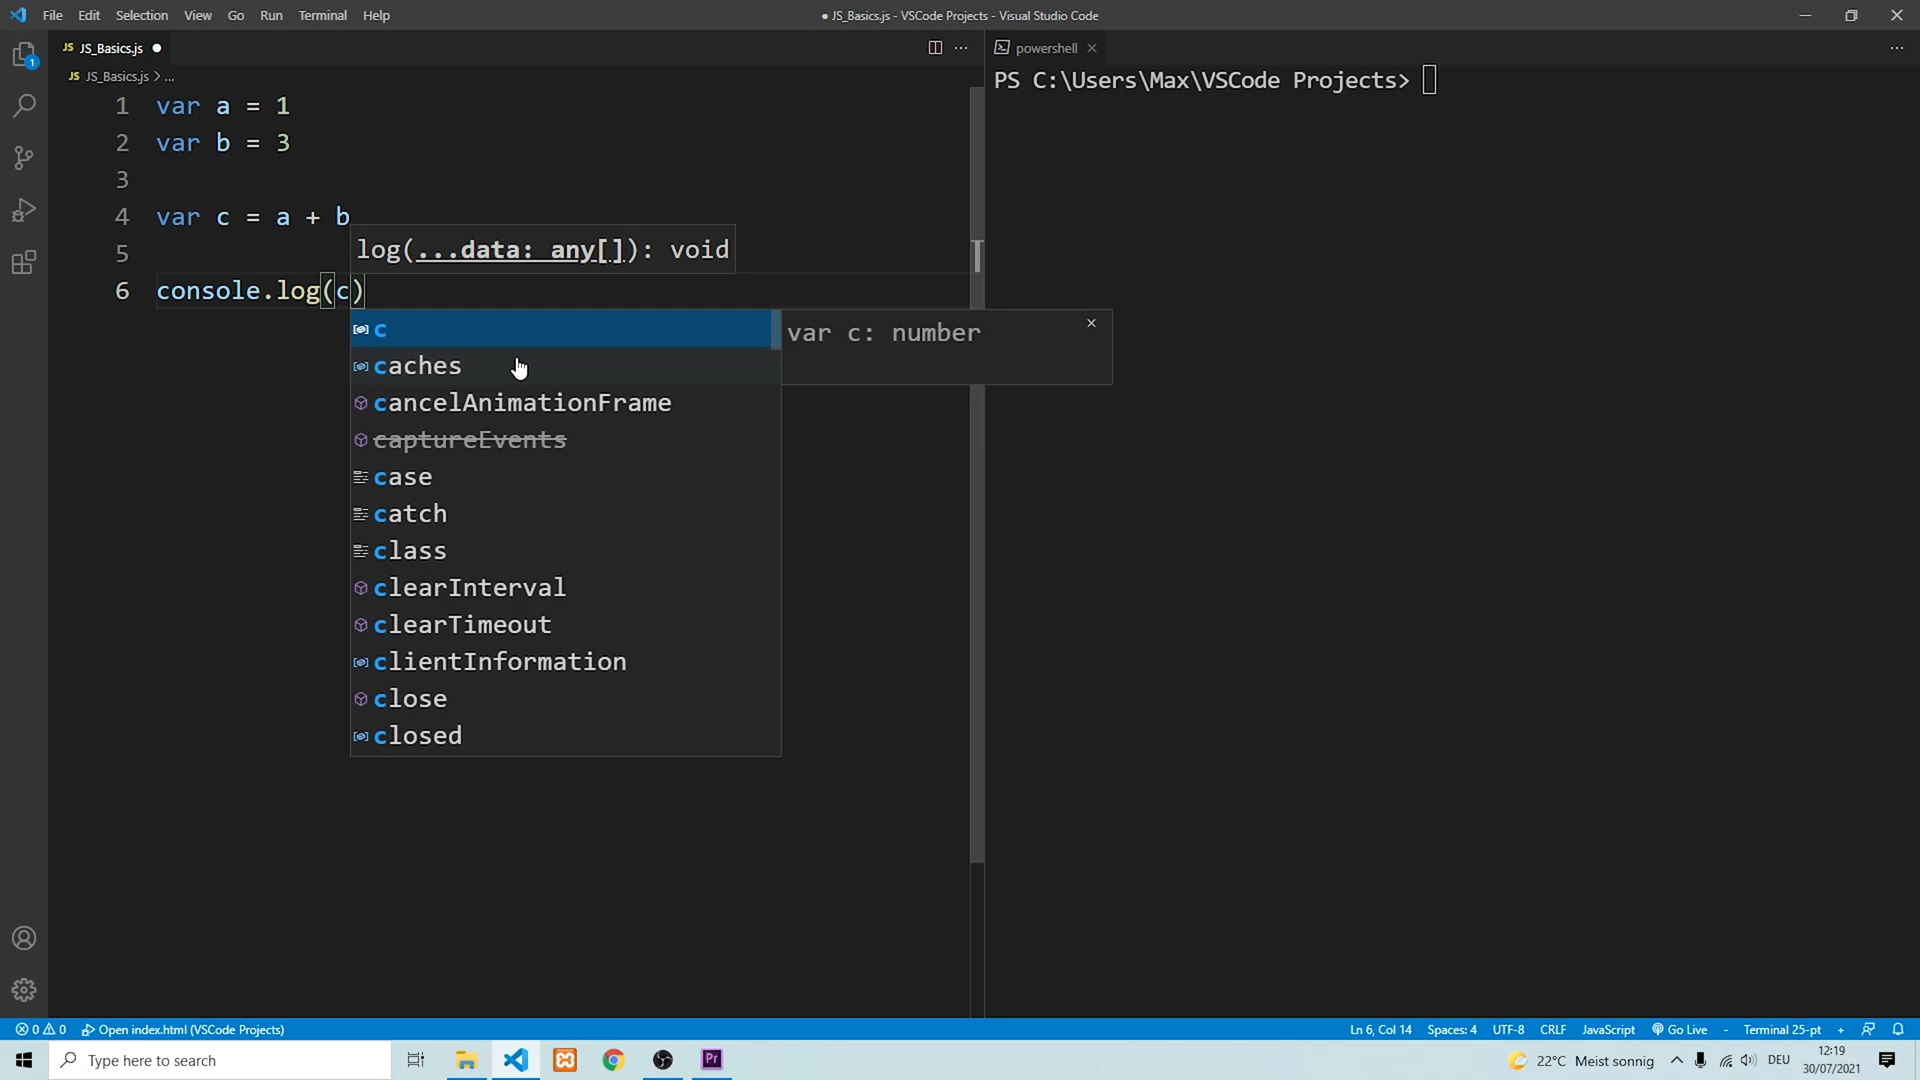 File Edit Selection View Go Run Terminal Help
● JS_Basics.js - VSCode Projects - Visual Studio Code
JS JS_Basics.js ●
powershell
JS JS_Basics.js > ...
PS C:\Users\Max\VSCode Projects>
1 var a = 1
2 var b = 3
3
4 var c = a + b
5
log(...data: any[]): void
6 console.log(c)
c
var c: number
caches
cancelAnimationFrame
captureEvents
case
catch
class
clearInterval
clearTimeout
clientInformation
close
closed
1
0 0 Open index.html (VSCode Projects)
Ln 6, Col 14 Spaces: 4 UTF-8 CRLF JavaScript Go Live - Terminal 25-pt +
Type here to search
Pr
22°C Meist sonnig
DEU
12:19
30/07/2021